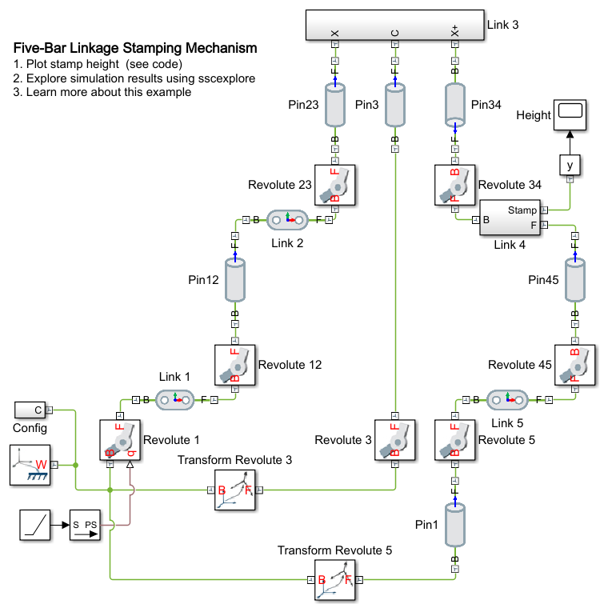 Five-Bar Linkage Stamping Mechanism
1. Plot stamp height (see code)
2. Explore simulation results using sscexplore
3. Learn more about this example
X
C
X+
Link 3
F
F
B
Pin23
Pin3
Pin34
Height
B
B
F
y
B F
Revolute 23
F B
Revolute 34
B
F
Link 2
B
Stamp
F
Link 4
F
Pin12
B
F
Pin45
B
B F
Revolute 12
F B
Revolute 45
Link 1
B
F
B
F
Link 5
C
Config
B F
q
Revolute 1
B F
Revolute 3
B F
Revolute 5
W
Transform Revolute 3
B F
S PS
F
Pin1
B
Transform Revolute 5
B F